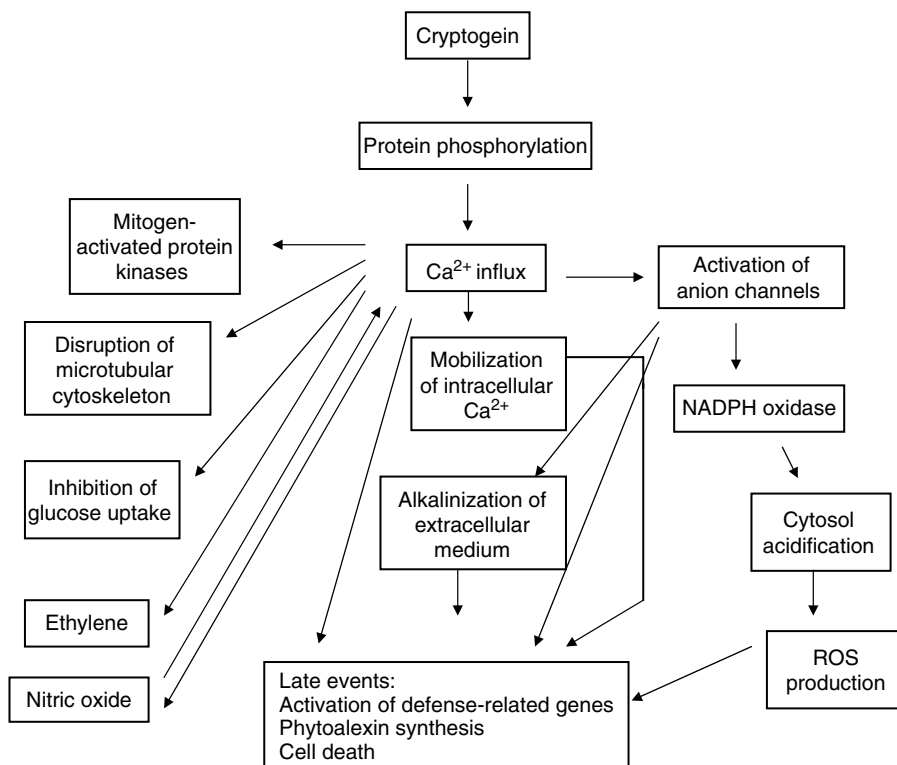 Cryptogein
Protein phosphorylation
Mitogen-
activated protein
kinases
Ca²⁺ influx
Activation of
anion channels
Disruption of
microtubular
cytoskeleton
Mobilization
of intracellular
Ca²⁺
NADPH oxidase
Inhibition of
glucose uptake
Alkalinization of
extracellular
medium
Cytosol
acidification
Ethylene
Nitric oxide
Late events:
Activation of defense-related genes
Phytoalexin synthesis
Cell death
ROS
production